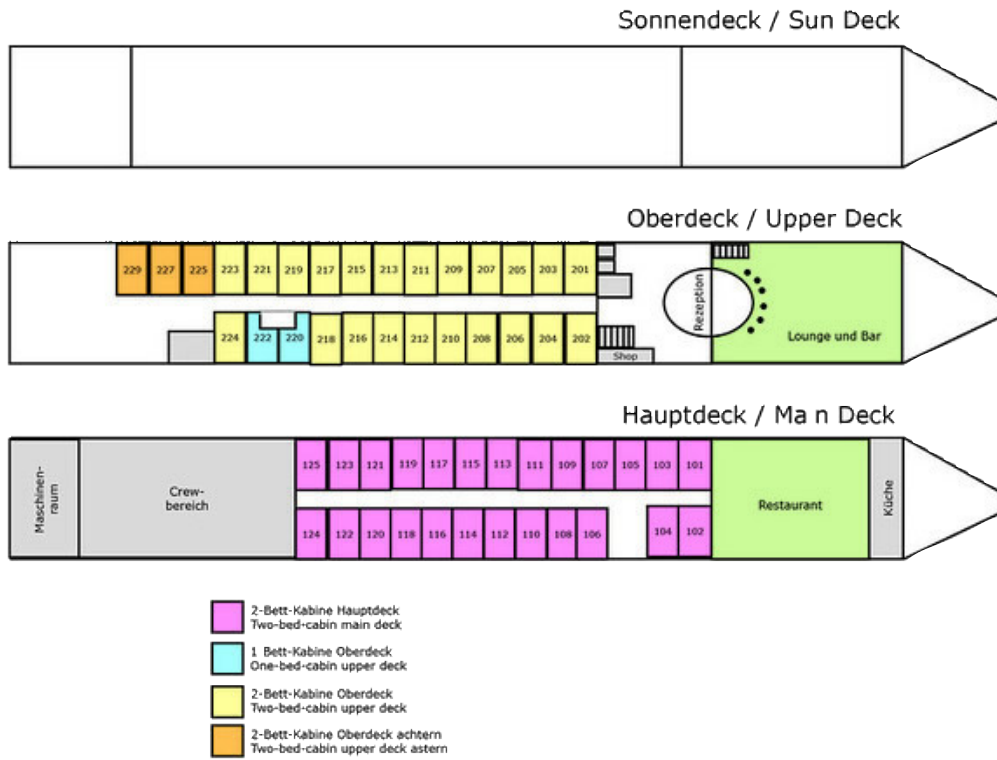 Sonnendeck / Sun Deck
Oberdeck / Upper Deck
229 227 225 223 221 219 217 215 213 211 209 207 205 203 201
Rezeption
224 222 220 218 216 214 212 210 208 206 204 202
Lounge und Bar
Shop
Hauptdeck / Ma n Deck
125 123 121 119 117 115 113 111 109 107 105 103 101
Maschinen-
raum
Crew-
bereich
Restaurant
Küche
124 122 120 118 116 114 112 110 108 106 104 102
2-Bett-Kabine Hauptdeck
Two-bed-cabin main deck
1 Bett-Kabine Oberdeck
One-bed-cabin upper deck
2-Bett-Kabine Oberdeck
Two-bed-cabin upper deck
2-Bett-Kabine Oberdeck achtern
Two-bed-cabin upper deck astern